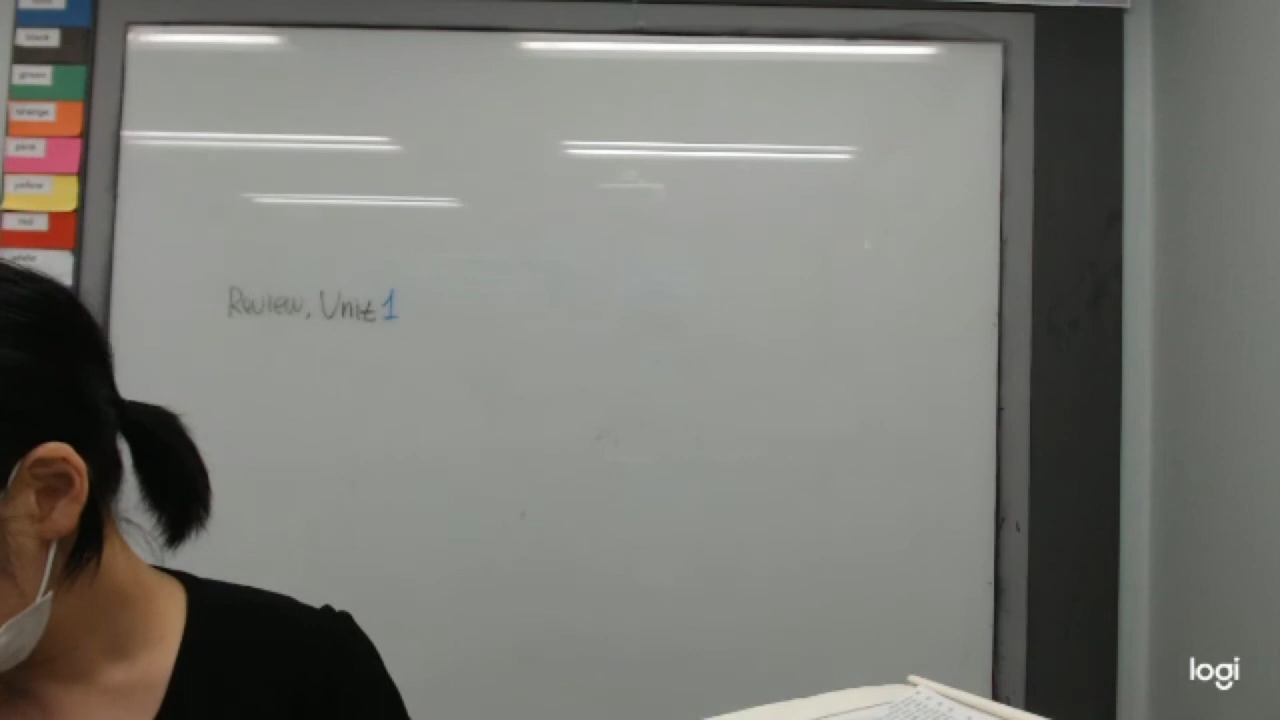 black
green
orange
pink
yellow
red
white
Review, Unit 1
logi